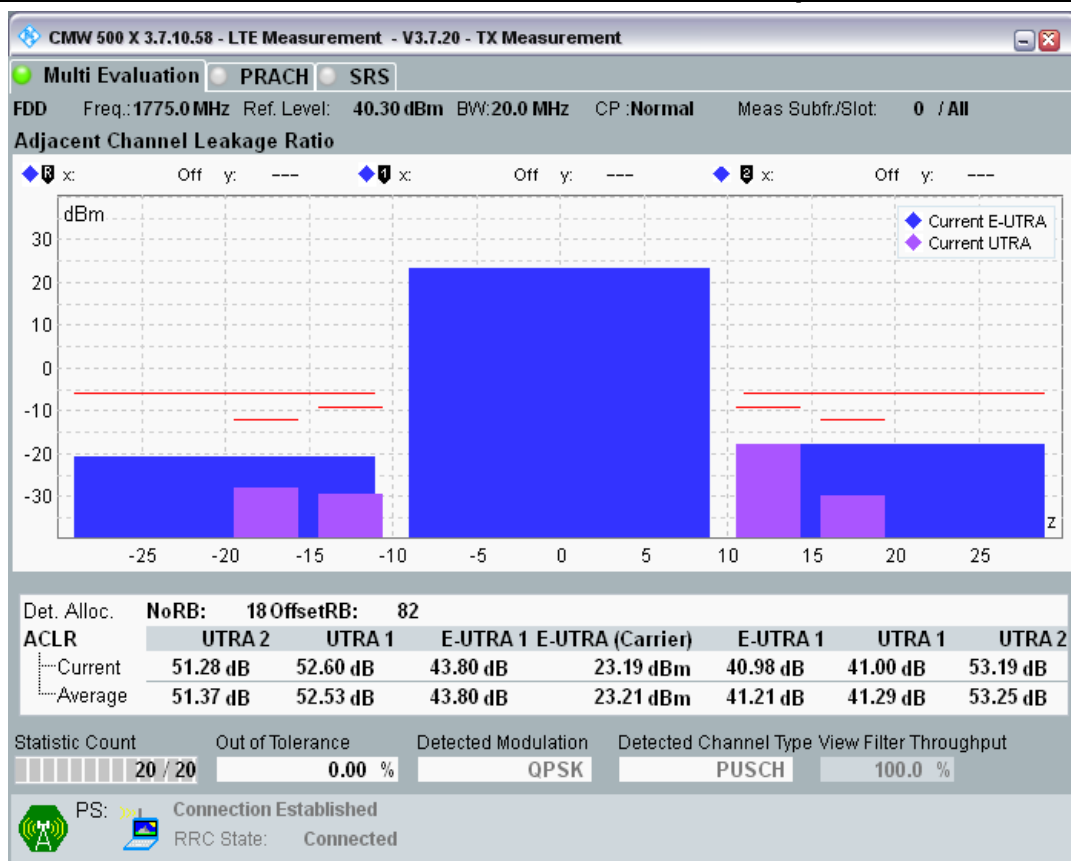 CMW 500 X 3.7.10.58 - LTE Measurement - V3.7.20 - TX Measurement
Multi Evaluation PRACH SRS
FDD Freq.:1775.0 MHz Ref. Level: 40.30 dBm BW:20.0 MHz CP :Normal Meas Subfr./Slot: 0 / All
Adjacent Channel Leakage Ratio
R x: Off y: --- 1 x: Off y: --- 2 x: Off y: ---
dBm
Current E-UTRA
Current UTRA
30
20
10
0
-10
-20
-30
z
-25 -20 -15 -10 -5 0 5 10 15 20 25
Det. Alloc. NoRB: 18 OffsetRB: 82
ACLR UTRA 2 UTRA 1 E-UTRA 1 E-UTRA (Carrier) E-UTRA 1 UTRA 1 UTRA 2
Current 51.28 dB 52.60 dB 43.80 dB 23.19 dBm 40.98 dB 41.00 dB 53.19 dB
Average 51.37 dB 52.53 dB 43.80 dB 23.21 dBm 41.21 dB 41.29 dB 53.25 dB
Statistic Count Out of Tolerance Detected Modulation Detected Channel Type View Filter Throughput
20 / 20 0.00 % QPSK PUSCH 100.0 %
PS: Connection Established
RRC State: Connected